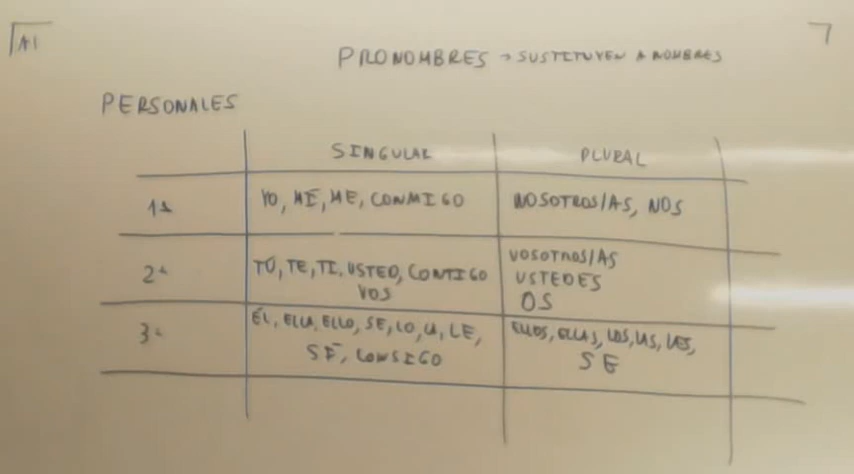 A1
PRONOMBRES → SUSTITUYEN A NOMBRES
PERSONALES
SINGULAR PLURAL
1ª YO, MÍ, ME, CONMIGO NOSOTROS/AS, NOS
2ª TÚ, TE, TI, USTED, CONTIGO VOS VOSOTROS/AS USTEDES OS
3ª ÉL, ELLA, ELLO, SE, LO, LA, LE, SÍ, CONSIGO ELLOS, ELLAS, LOS, LAS, LES, SE